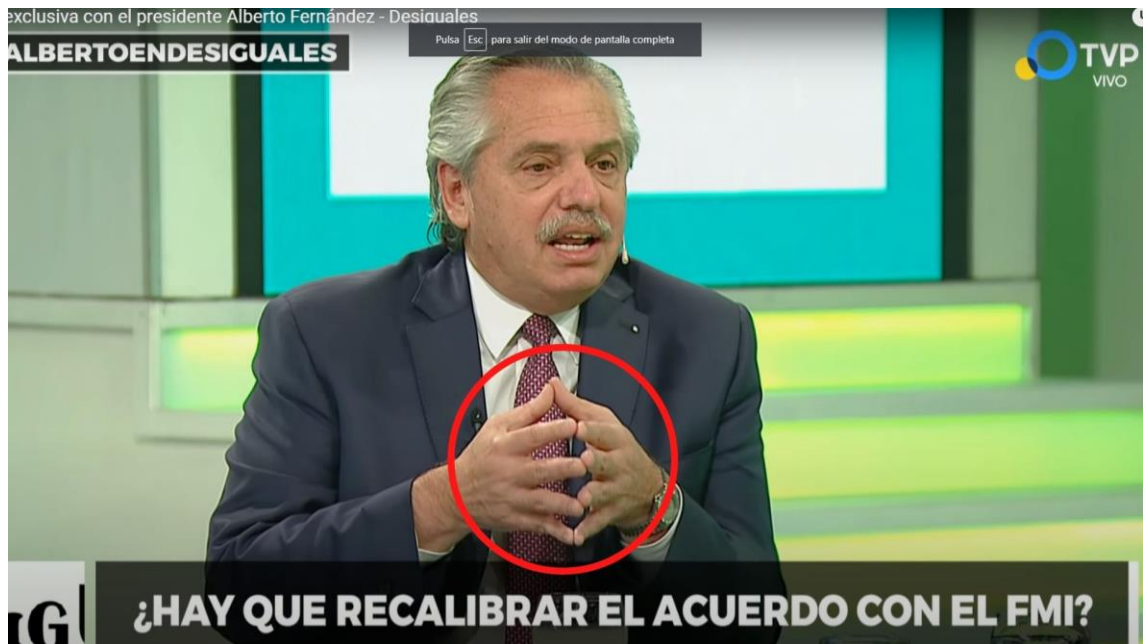 exclusiva con el presidente Alberto Fernández - Desiguales
Pulsa Esc para salir del modo de pantalla completa
ALBERTOENDESIGUALES
TVP
VIVO
¿HAY QUE RECALIBRAR EL ACUERDO CON EL FMI?